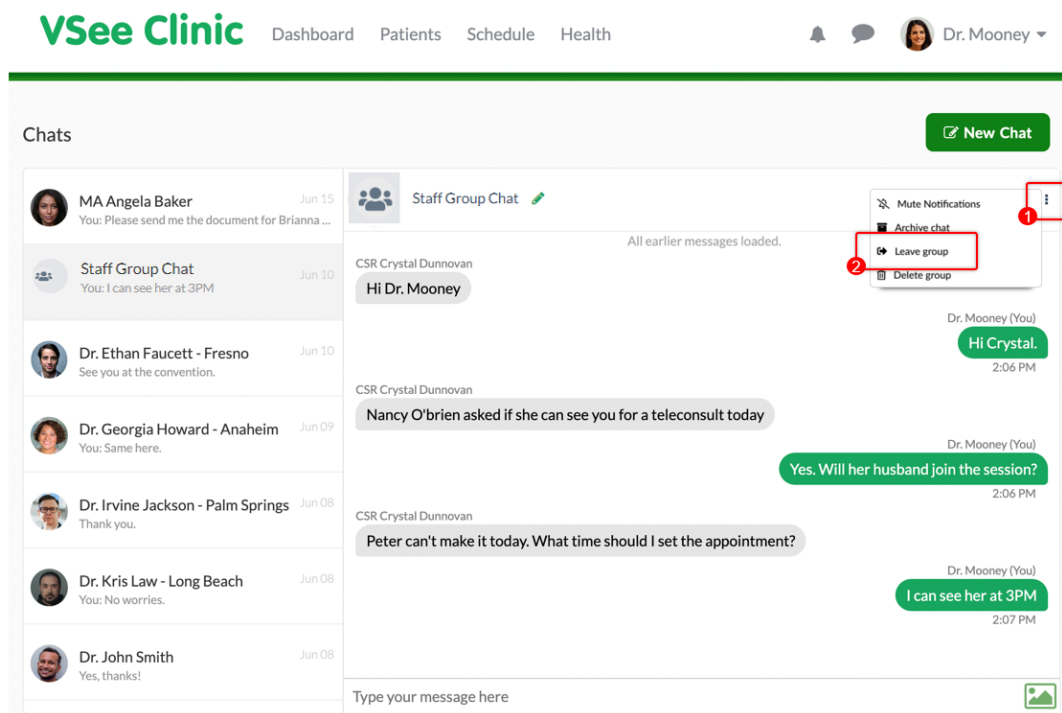 VSee Clinic
Dashboard
Patients
Schedule
Health
Dr. Mooney
Chats
New Chat
MA Angela Baker
Jun 15
You: Please send me the document for Brianna ...
Staff Group Chat
Jun 10
You: I can see her at 3PM
Dr. Ethan Faucett - Fresno
Jun 10
See you at the convention.
Dr. Georgia Howard - Anaheim
Jun 09
You: Same here.
Dr. Irvine Jackson - Palm Springs
Jun 08
Thank you.
Dr. Kris Law - Long Beach
Jun 08
You: No worries.
Dr. John Smith
Jun 08
Yes, thanks!
Staff Group Chat
1
Mute Notifications
Archive chat
2
Leave group
Delete group
All earlier messages loaded.
CSR Crystal Dunnovan
Hi Dr. Mooney
Dr. Mooney (You)
Hi Crystal.
2:06 PM
CSR Crystal Dunnovan
Nancy O'brien asked if she can see you for a teleconsult today
Dr. Mooney (You)
Yes. Will her husband join the session?
2:06 PM
CSR Crystal Dunnovan
Peter can't make it today. What time should I set the appointment?
Dr. Mooney (You)
I can see her at 3PM
2:07 PM
Type your message here